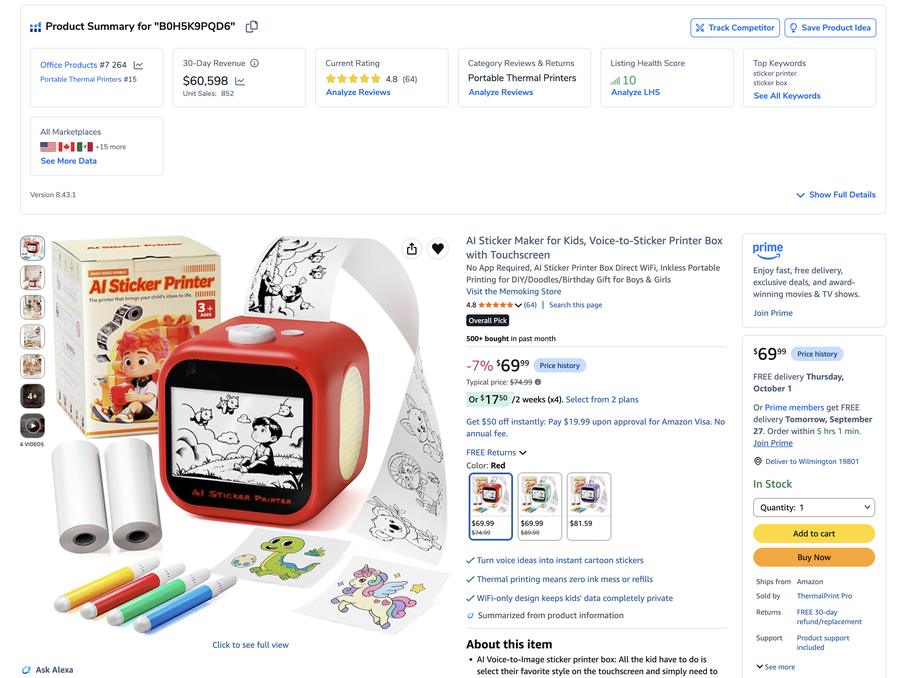 Product Summary for "B0H5K9PQD6"
Track Competitor
Save Product Idea
Office Products #7 264
Portable Thermal Printers #15
30-Day Revenue
$60,598
Unit Sales: 852
Current Rating
4.8 (64)
Analyze Reviews
Category Reviews & Returns
Portable Thermal Printers
Analyze Reviews
Listing Health Score
10
Analyze LHS
Top Keywords
sticker printer
sticker box
See All Keywords
All Marketplaces
+15 more
See More Data
Version 8.43.1
Show Full Details
4+
6 VIDEOS
MAKE IDEAS VISIBLE
AI Sticker Printer
The printer that brings your child's ideas to life.
3+
AGES
AI STICKER PRINTER
Click to see full view
Ask Alexa
AI Sticker Maker for Kids, Voice-to-Sticker Printer Box
with Touchscreen
No App Required, AI Sticker Printer Box Direct WiFi, Inkless Portable
Printing for DIY/Doodles/Birthday Gift for Boys & Girls
Visit the Memoking Store
4.8 (64) | Search this page
Overall Pick
500+ bought in past month
-7% $69 99 Price history
Typical price: $74.99
Or $17 50 /2 weeks (x4). Select from 2 plans
Get $50 off instantly: Pay $19.99 upon approval for Amazon Visa. No
annual fee.
FREE Returns
Color: Red
$69.99
$74.99
$69.99
$89.99
$81.59
Turn voice ideas into instant cartoon stickers
Thermal printing means zero ink mess or refills
WiFi-only design keeps kids' data completely private
Summarized from product information
About this item
• AI Voice-to-Image sticker printer box: All the kid have to do is
select their favorite style on the touchscreen and simply need to
prime
Enjoy fast, free delivery,
exclusive deals, and award-
winning movies & TV shows.
Join Prime
$69 99 Price history
FREE delivery Thursday,
October 1
Or Prime members get FREE
delivery Tomorrow, September
27. Order within 5 hrs 1 min.
Join Prime
Deliver to Wilmington 19801
In Stock
Quantity: 1
Add to cart
Buy Now
Ships from Amazon
Sold by ThermalPrint Pro
Returns FREE 30-day
refund/replacement
Support Product support
included
See more